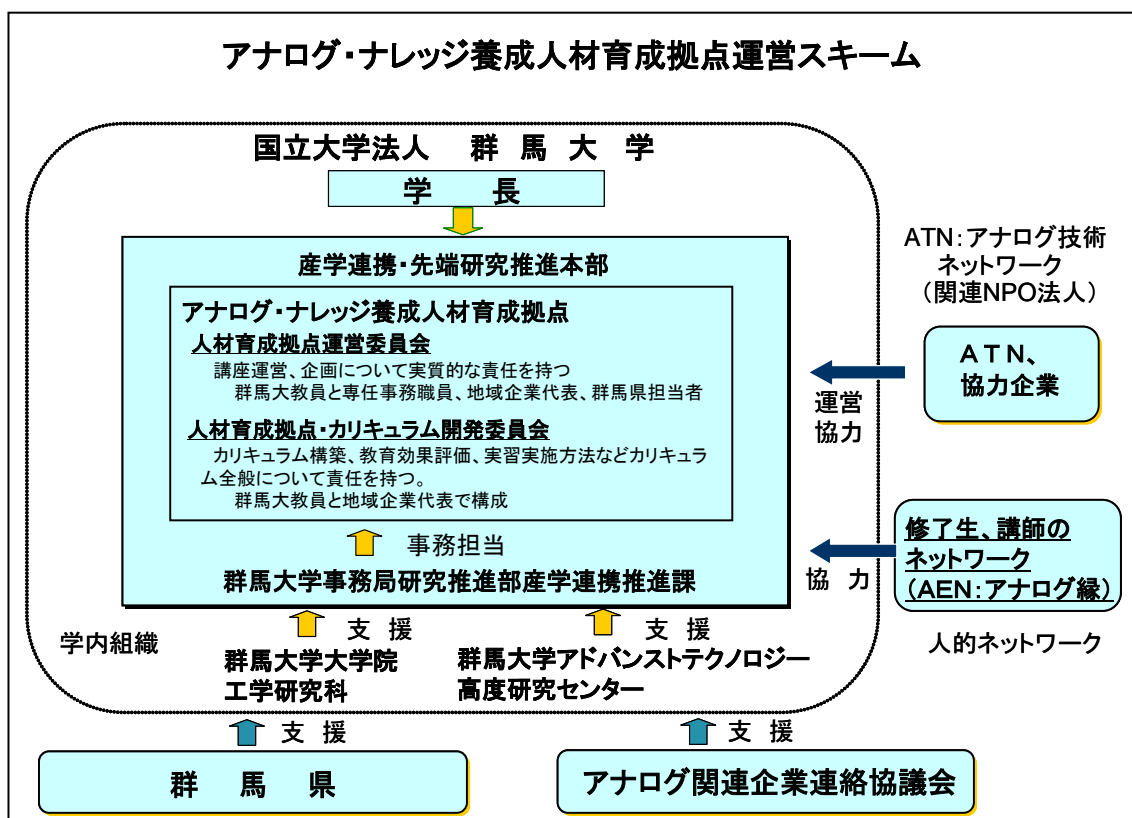 アナログ・ナレッジ養成人材育成拠点運営スキーム
国立大学法人 群 馬 大 学
学 長
産学連携・先端研究推進本部
アナログ・ナレッジ養成人材育成拠点
人材育成拠点運営委員会
講座運営、企画について実質的な責任を持つ
群馬大教員と専任事務職員、地域企業代表、群馬県担当者
人材育成拠点・カリキュラム開発委員会
カリキュラム構築、教育効果評価、実習実施方法などカリキュラ
ム全般について責任を持つ。
群馬大教員と地域企業代表で構成
事務担当
群馬大学事務局研究推進部産学連携推進課
ATN：アナログ技術
ネットワーク
（関連NPO法人）
ＡＴＮ、
協力企業
運営
協力
修了生、講師の
ネットワーク
（AEN：アナログ縁）
協 力
人的ネットワーク
学内組織
支 援
群馬大学大学院
工学研究科
支 援
群馬大学アドバンストテクノロジー
高度研究センター
支 援
群 馬 県
支 援
アナログ関連企業連絡協議会